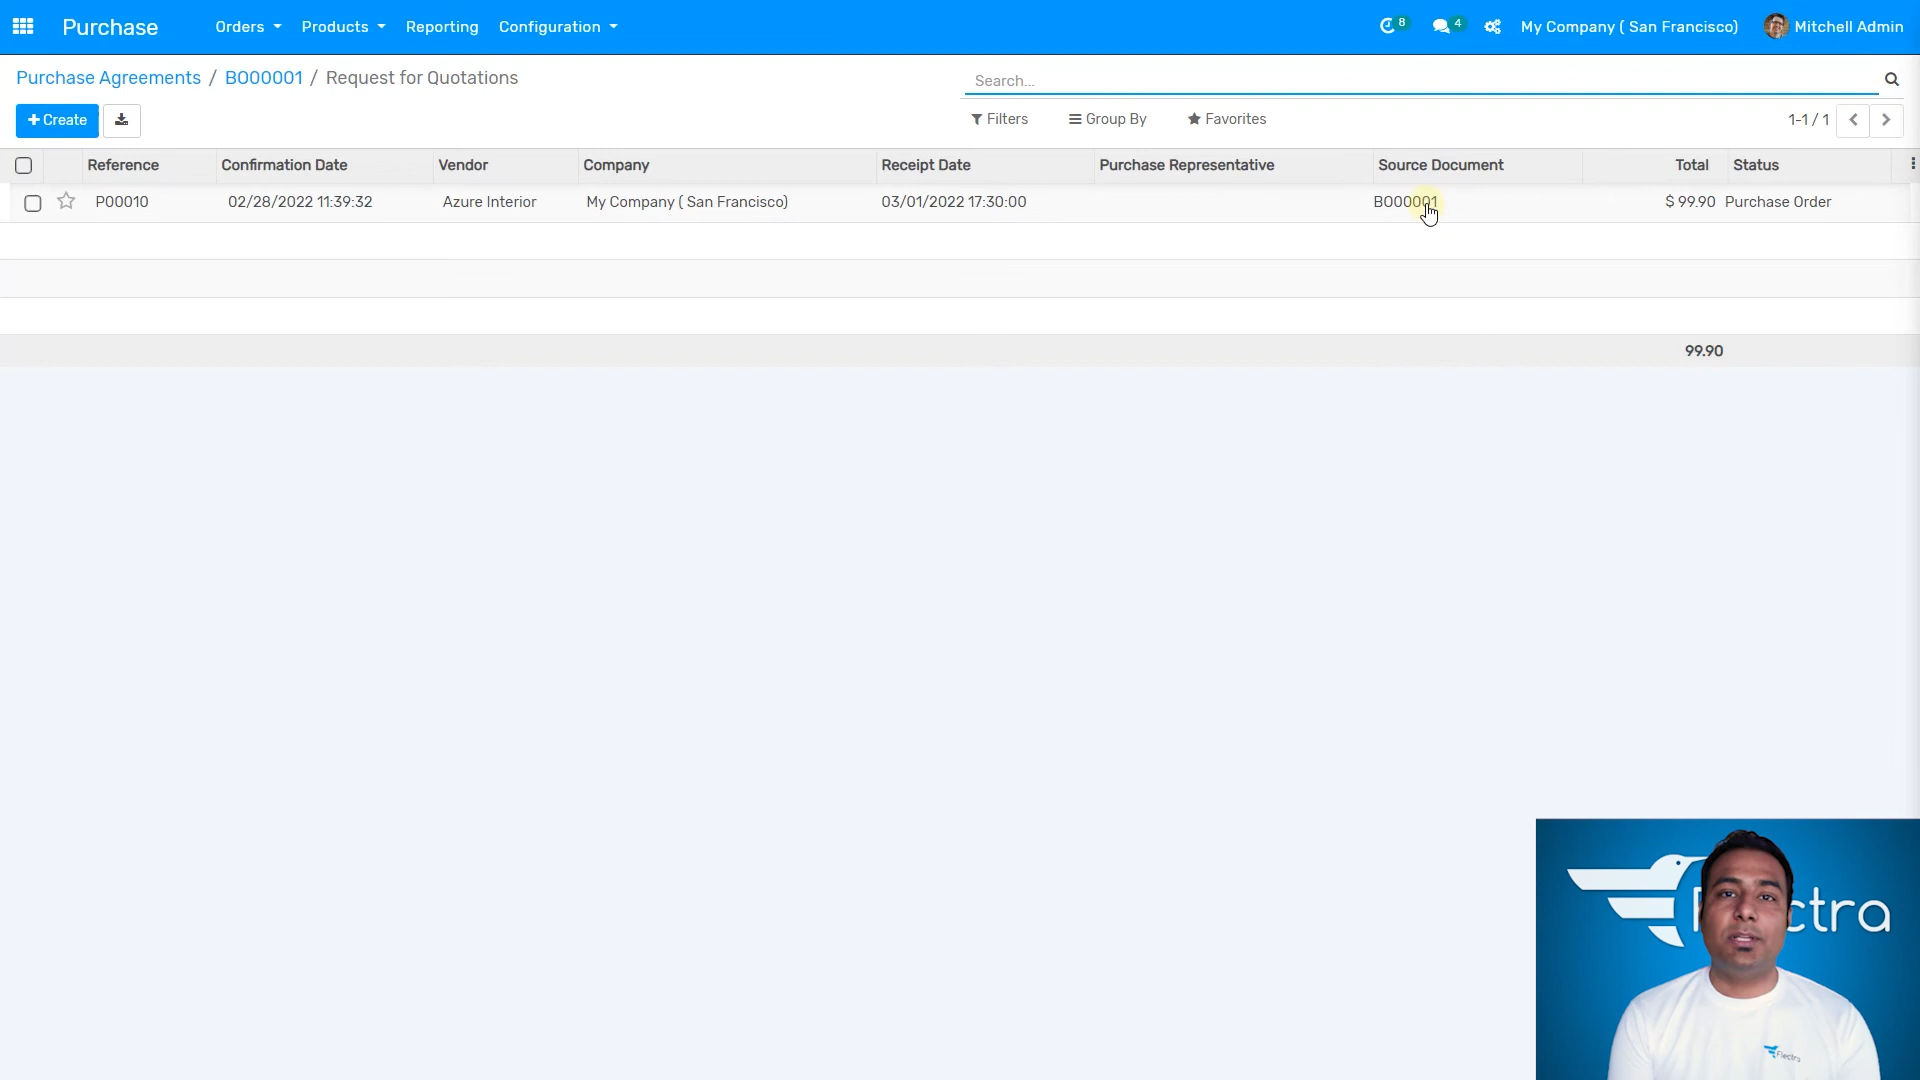 Purchase Orders Products Reporting Configuration 8 4 My Company ( San Francisco) Mitchell Admin
Purchase Agreements / BO00001 / Request for Quotations
Search...
Create
Filters Group By Favorites 1-1 / 1
Reference Confirmation Date Vendor Company Receipt Date Purchase Representative Source Document Total Status
P00010 02/28/2022 11:39:32 Azure Interior My Company ( San Francisco) 03/01/2022 17:30:00 BO00001 $ 99.90 Purchase Order
99.90
Flectra
Flectra